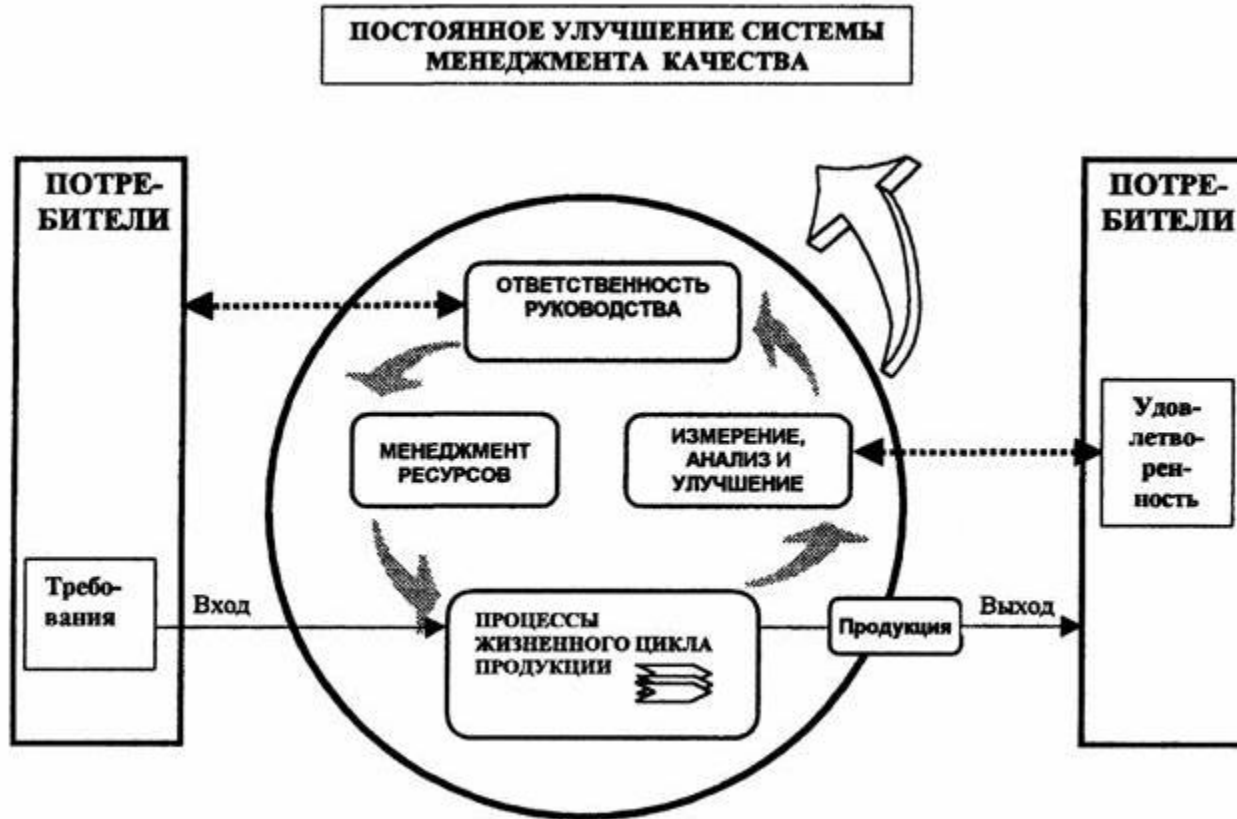 ПОСТОЯННОЕ УЛУЧШЕНИЕ СИСТЕМЫ
МЕНЕДЖМЕНТА КАЧЕСТВА
ПОТРЕ-
БИТЕЛИ
ПОТРЕ-
БИТЕЛИ
ОТВЕТСТВЕННОСТЬ
РУКОВОДСТВА
МЕНЕДЖМЕНТ
РЕСУРСОВ
ИЗМЕРЕНИЕ,
АНАЛИЗ И
УЛУЧШЕНИЕ
Удов-
летво-
рен-
ность
Требо-
вания
Вход
ПРОЦЕССЫ
ЖИЗНЕННОГО ЦИКЛА
ПРОДУКЦИИ
Продукция
Выход